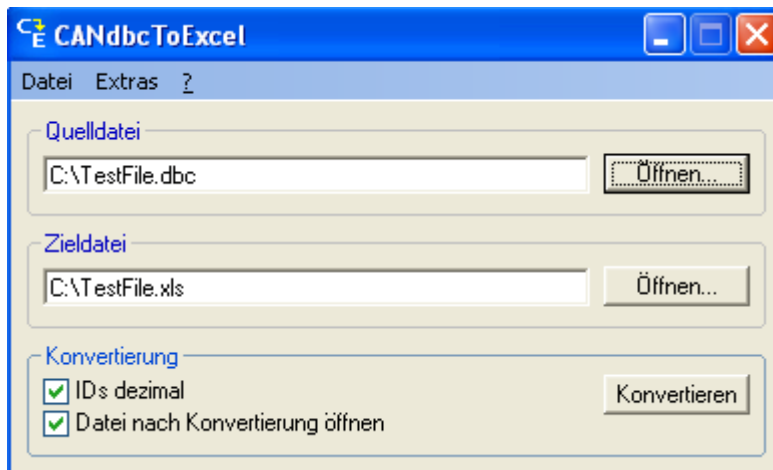 CANdbcToExcel
Datei Extras ?
Quelldatei
C:\TestFile.dbc Öffnen...
Zieldatei
C:\TestFile.xls Öffnen...
Konvertierung
IDs dezimal
Konvertieren
Datei nach Konvertierung öffnen